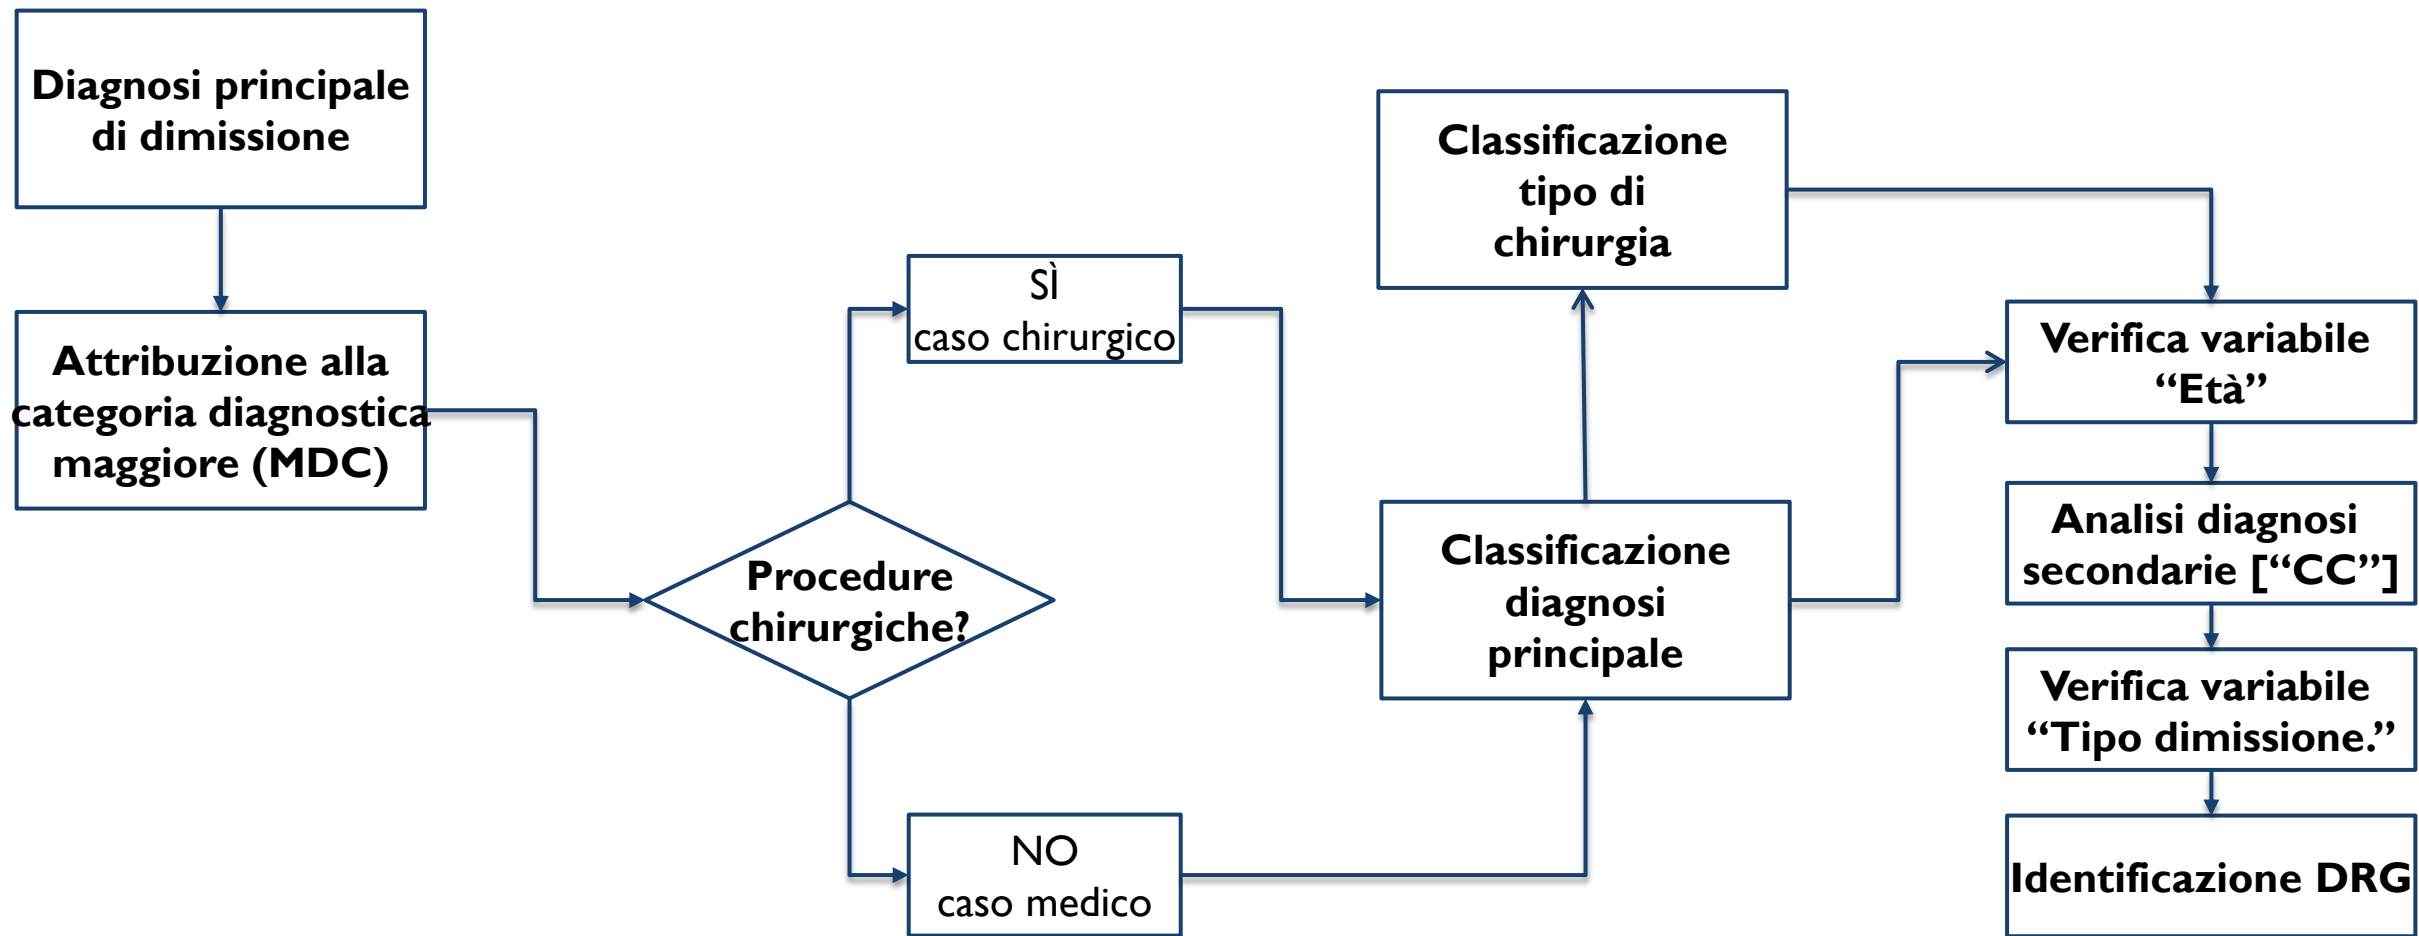 Diagnosi principale
di dimissione
Attribuzione alla
categoria diagnostica
maggiore (MDC)
Procedure
chirurgiche?
SÌ
caso chirurgico
NO
caso medico
Classificazione
tipo di
chirurgia
Classificazione
diagnosi
principale
Verifica variabile
“Età”
Analisi diagnosi
secondarie [“CC”]
Verifica variabile
“Tipo dimissione.”
Identificazione DRG